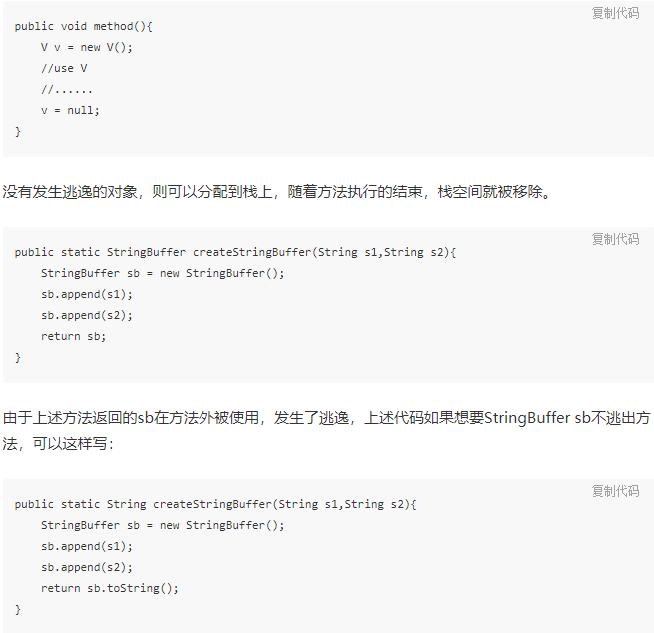 复制代码
public void method(){
    V v = new V();
    //use V
    //......
    v = null;
}
没有发生逃逸的对象，则可以分配到栈上，随着方法执行的结束，栈空间就被移除。
复制代码
public static StringBuffer createStringBuffer(String s1,String s2){
    StringBuffer sb = new StringBuffer();
    sb.append(s1);
    sb.append(s2);
    return sb;
}
由于上述方法返回的sb在方法外被使用，发生了逃逸，上述代码如果想要StringBuffer sb不逃出方
法，可以这样写：
复制代码
public static String createStringBuffer(String s1,String s2){
    StringBuffer sb = new StringBuffer();
    sb.append(s1);
    sb.append(s2);
    return sb.toString();
}